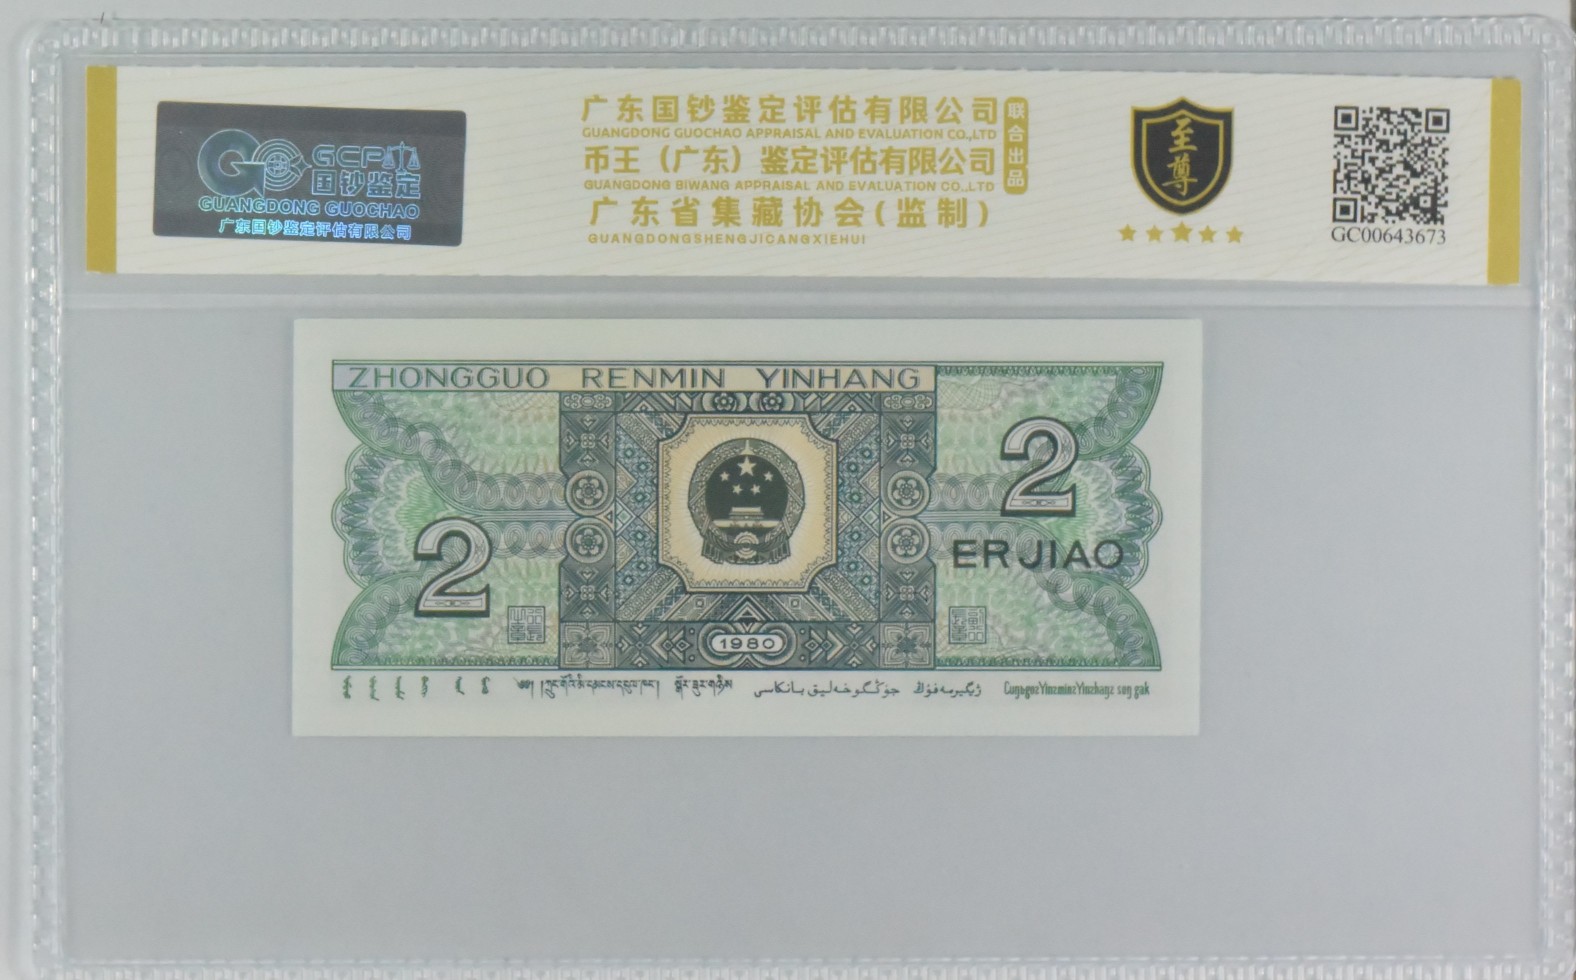 GCP
国钞鉴定
GUANGDONG GUOCHAO
广东国钞鉴定评估有限公司
广东国钞鉴定评估有限公司
GUANGDONG GUOCHAO APPRAISAL AND EVALUATION CO.,LTD
币王（广东）鉴定评估有限公司
GUANGDONG BIWANG APPRAISAL AND EVALUATION CO.,LTD
广东省集藏协会(监制)
GUANGDONGSHENGJICANGXIEHUI
联合出品
至尊
GC00643673
ZHONGGUO RENMIN YINHANG
2
2
ERJIAO
1980
جۇڭگو خەلق بانكىسى